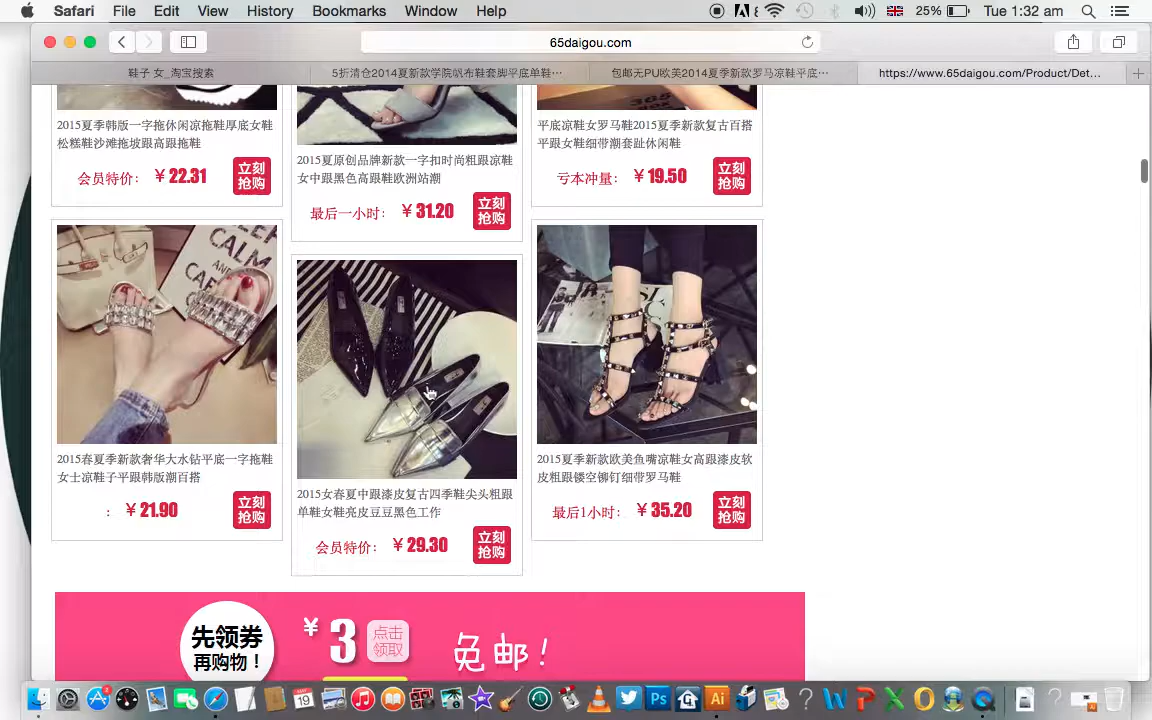 Safari File Edit View History Bookmarks Window Help
25% Tue 1:32 am
65daigou.com
鞋子 女_淘宝搜索
5折清仓2014夏新款学院帆布鞋套脚平底单鞋…
包邮无PU欧美2014夏季新款罗马凉鞋平底…
https://www.65daigou.com/Product/Det…
2015夏季韩版一字拖休闲凉拖鞋厚底女鞋
松糕鞋沙滩拖坡跟高跟拖鞋
会员特价： ¥22.31
立刻
抢购
2015夏原创品牌新款一字扣时尚粗跟凉鞋
女中跟黑色高跟鞋欧洲站潮
最后一小时： ¥31.20
立刻
抢购
平底凉鞋女罗马鞋2015夏季新款复古百搭
平跟女鞋细带潮套趾休闲鞋
亏本冲量： ¥19.50
立刻
抢购
KEEP
CALM
AND
2015春夏季新款奢华大水钻平底一字拖鞋
女士凉鞋子平跟韩版潮百搭
： ¥21.90
立刻
抢购
2015女春夏中跟漆皮复古四季鞋尖头粗跟
单鞋女鞋亮皮豆豆黑色工作
会员特价： ¥29.30
立刻
抢购
2015夏季新款欧美鱼嘴凉鞋女高跟漆皮软
皮粗跟镂空铆钉细带罗马鞋
最后1小时： ¥35.20
立刻
抢购
先领券
再购物！
¥3
点击
领取
免邮！
19
Ps
Ai